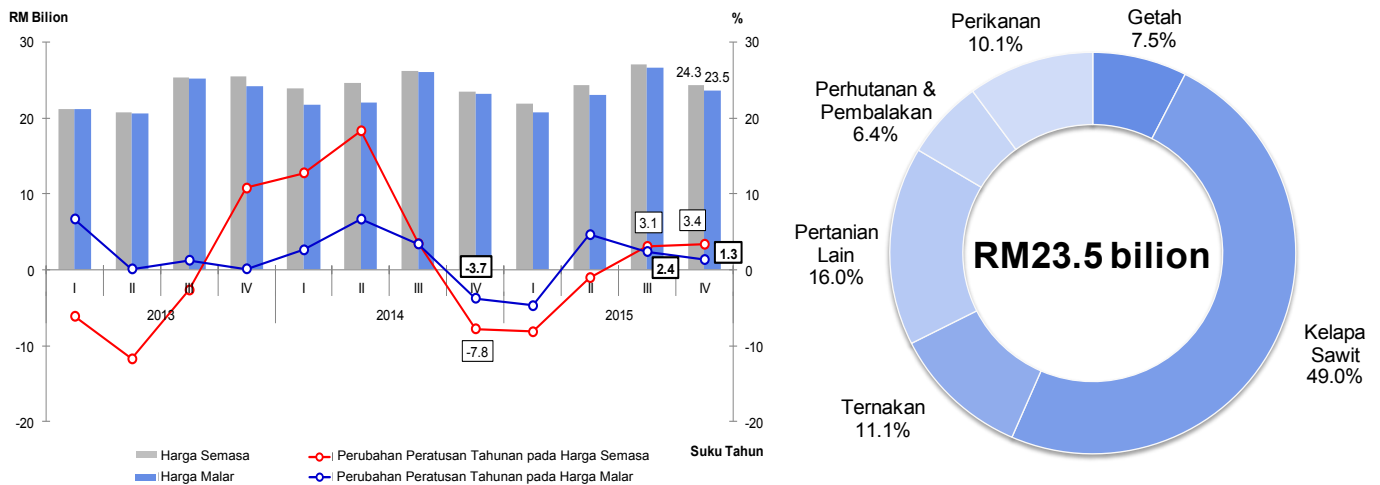 RM Bilion
%
30
20
10
0
-10
-20
30
20
10
0
-10
-20
24.3
23.5
3.1
3.4
-3.7
2.4
1.3
-7.8
I II III IV I II III IV I II III IV
2013 2014 2015
Suku Tahun
Harga Semasa
Perubahan Peratusan Tahunan pada Harga Semasa
Harga Malar
Perubahan Peratusan Tahunan pada Harga Malar
Getah
7.5%
Perikanan
10.1%
Perhutanan &
Pembalakan
6.4%
Pertanian
Lain
16.0%
Ternakan
11.1%
Kelapa
Sawit
49.0%
RM23.5 bilion